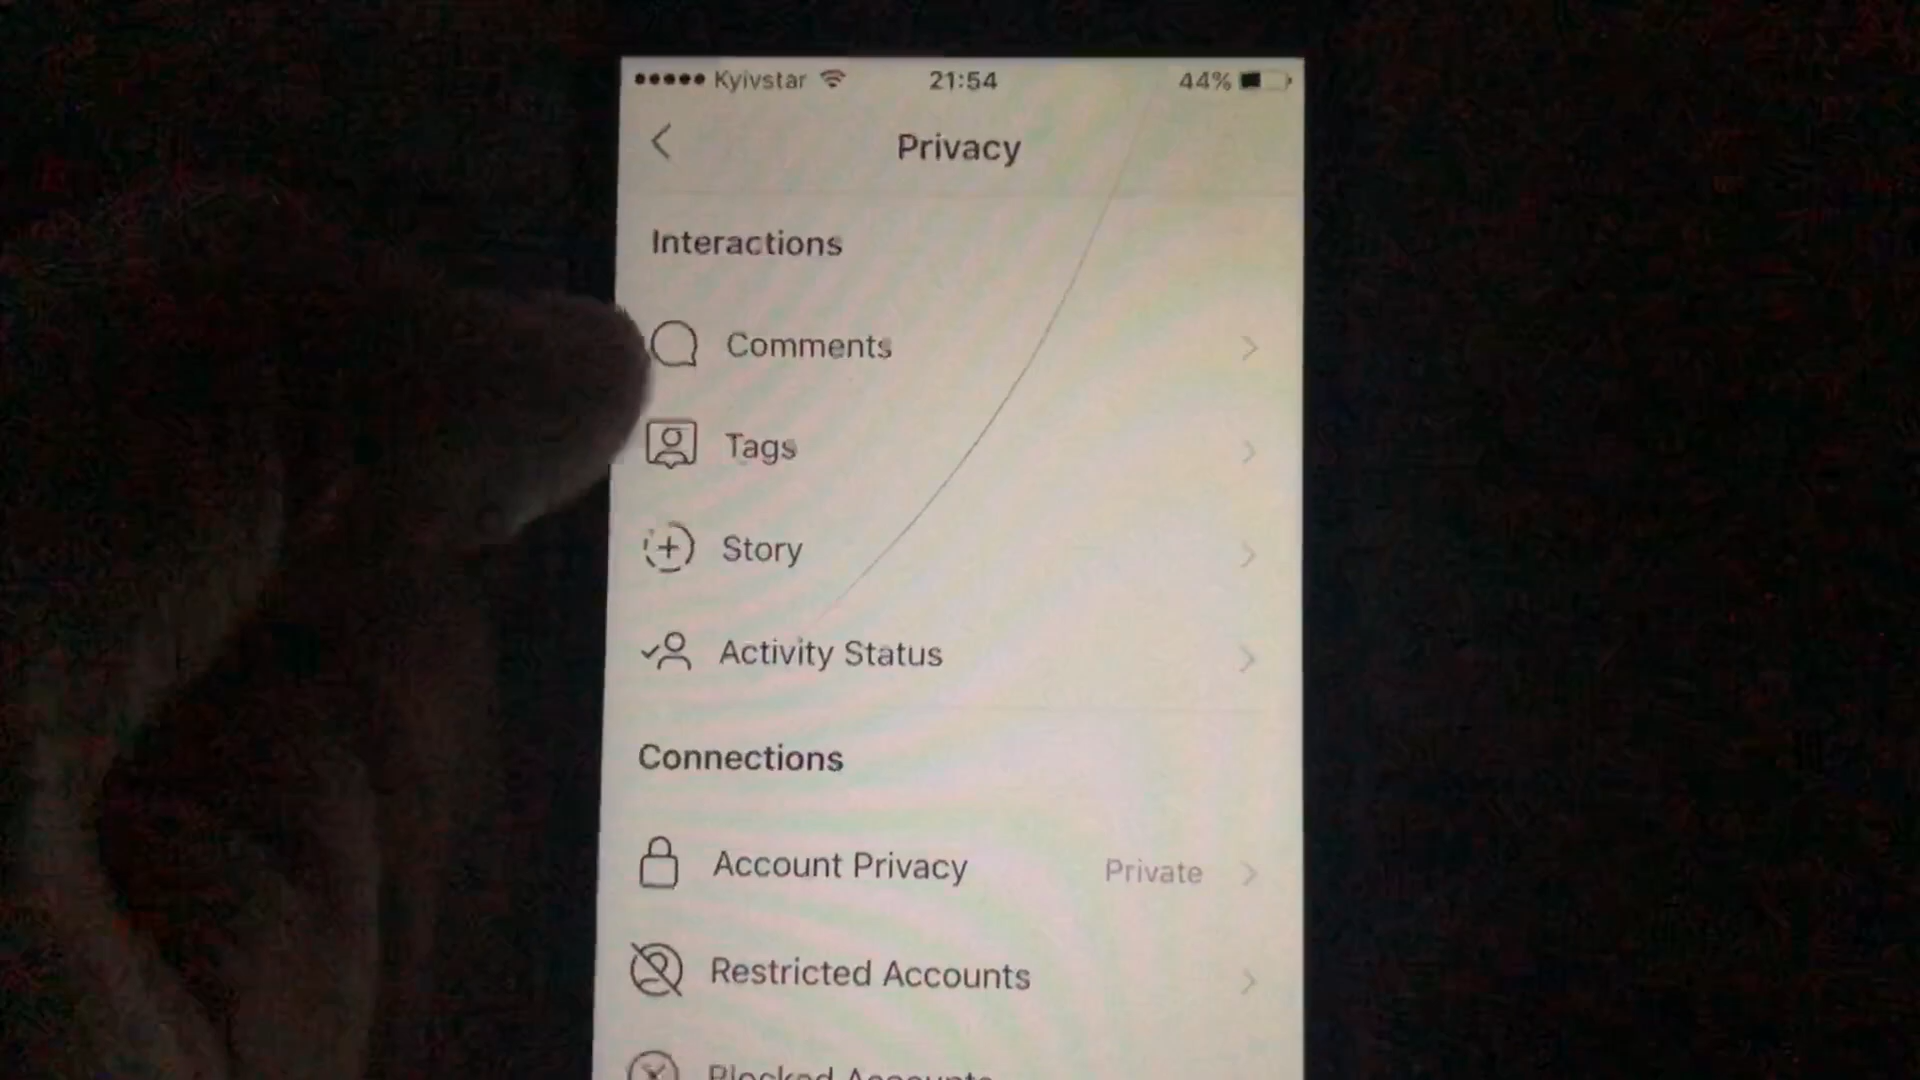 Kyivstar 21:54 44%
Privacy
Interactions
Comments
Tags
Story
Activity Status
Connections
Account Privacy Private
Restricted Accounts
Blocked Accounts